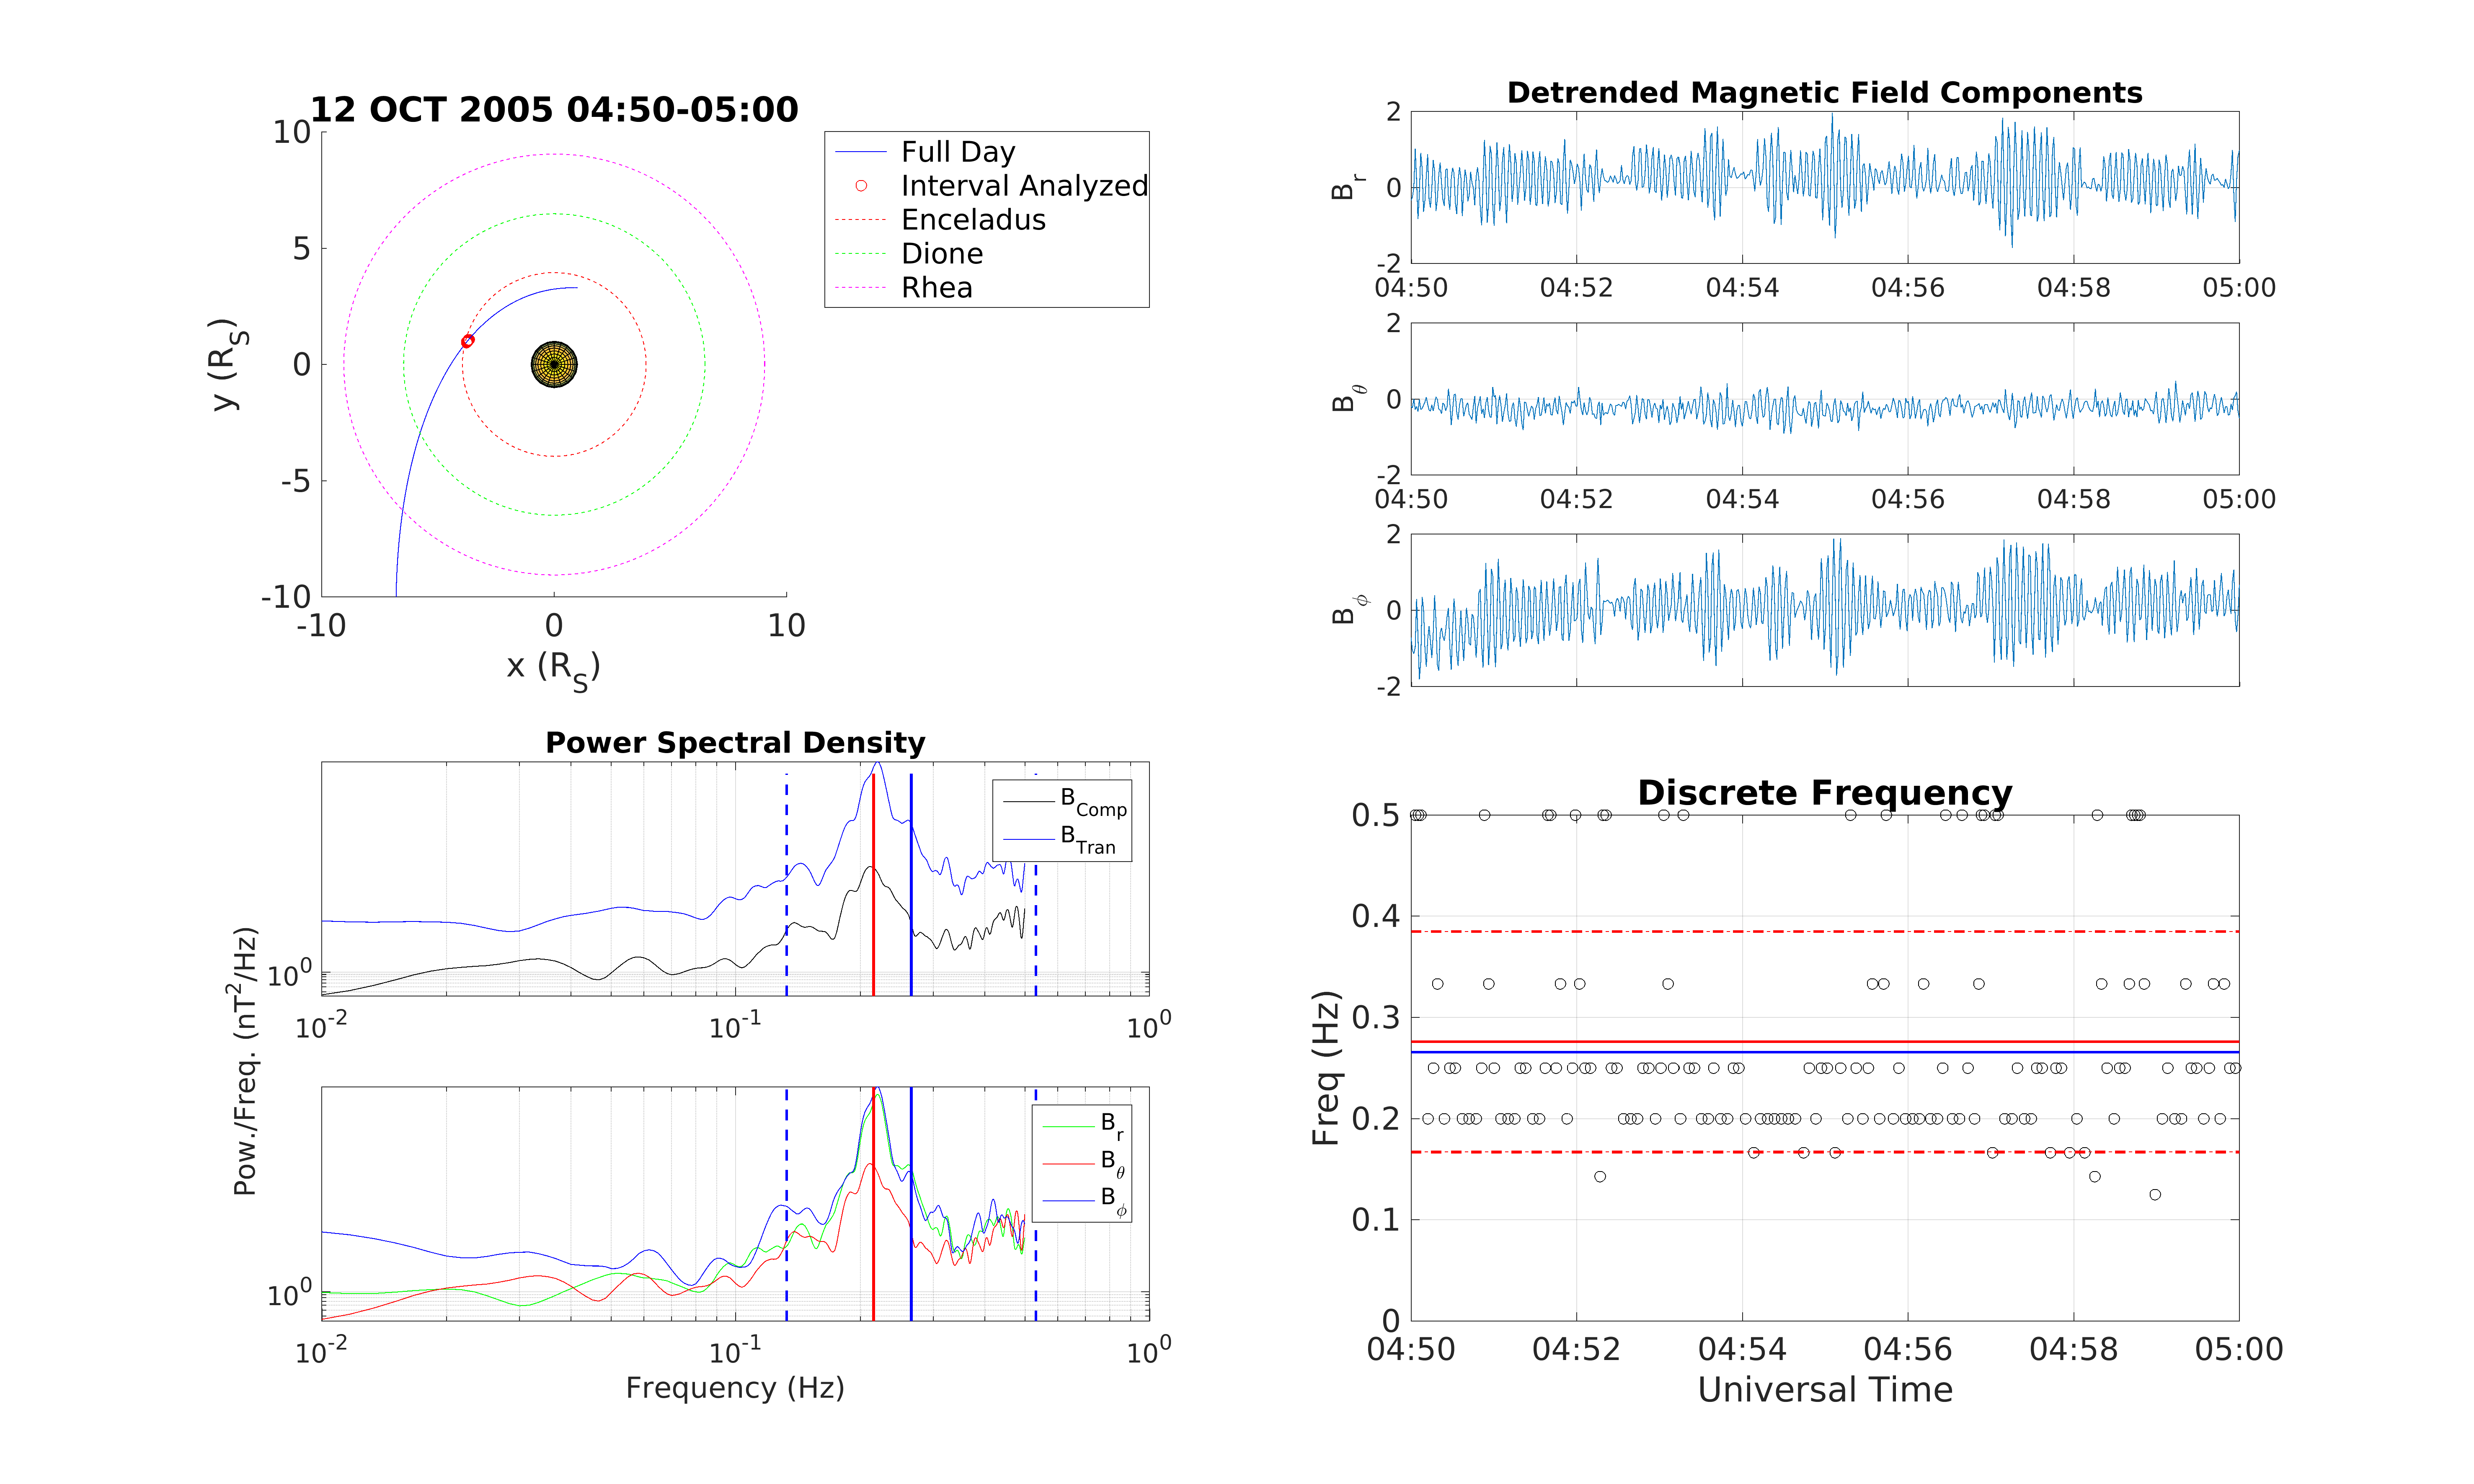 12 OCT 2005 04:50-05:00
10
5
0
-5
-10
-10 0 10
y (R_S)
x (R_S)
Full Day
Interval Analyzed
Enceladus
Dione
Rhea
Detrended Magnetic Field Components
2
0
-2
B_r
04:50 04:52 04:54 04:56 04:58 05:00
2
0
-2
B_θ
04:50 04:52 04:54 04:56 04:58 05:00
2
0
-2
B_ϕ
Power Spectral Density
B_Comp
B_Tran
10^0
10^-2 10^-1 10^0
Pow./Freq. (nT^2/Hz)
B_r
B_θ
B_ϕ
10^0
10^-2 10^-1 10^0
Frequency (Hz)
Discrete Frequency
0.5
0.4
0.3
0.2
0.1
0
Freq (Hz)
04:50 04:52 04:54 04:56 04:58 05:00
Universal Time